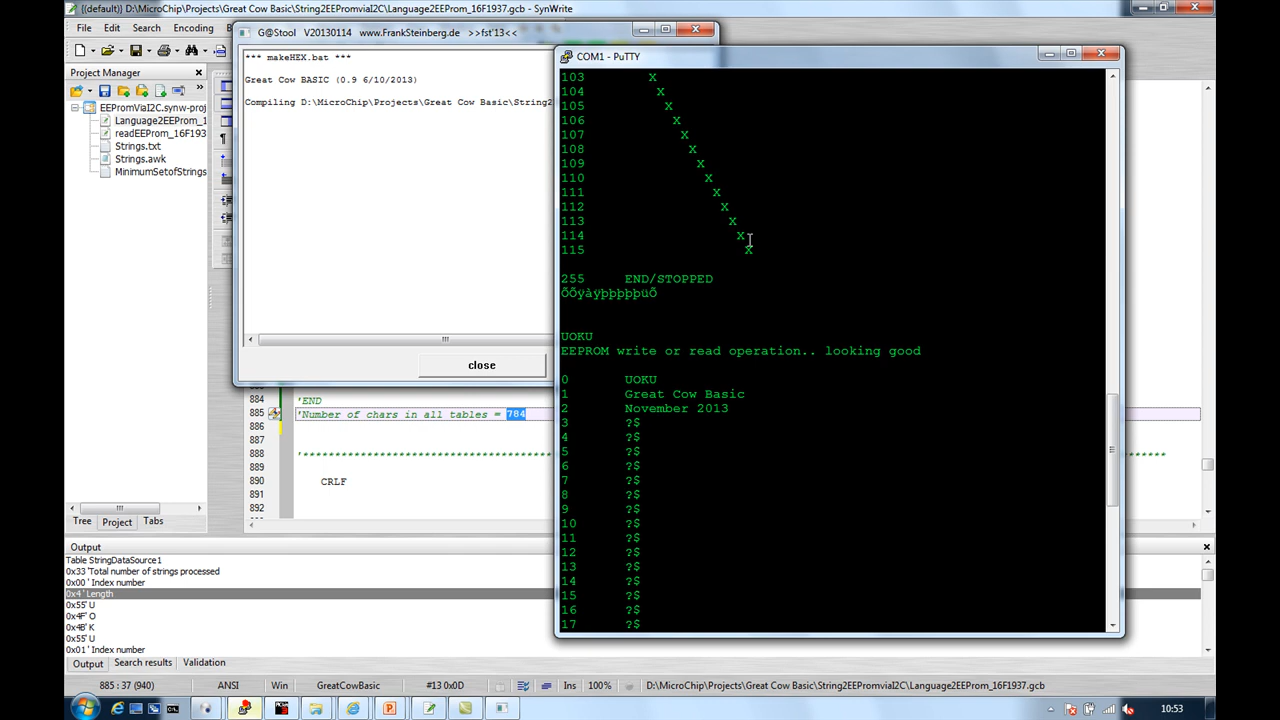 {(default)} D:\MicroChip\Projects\Great Cow Basic\String2EEPromviaI2C\Language2EEProm_16F1937.gcb - SynWrite
File Edit Search Encoding
Project Manager
EEPromViaI2C.synw-proj
Language2EEProm_1
readEEProm_16F193
Strings.txt
Strings.awk
MinimumSetofStrings
Tree Project Tabs
G@Stool V20130114 www.FrankSteinberg.de >>fst'13<<
*** makeHEX.bat ***
Great Cow BASIC (0.9 6/10/2013)
Compiling D:\MicroChip\Projects\Great Cow Basic\String2
close
884 'END
885 'Number of chars in all tables = 784
886
887
888 '***
889
890 CRLF
891
892
COM1 - PuTTY
103 X
104 X
105 X
106 X
107 X
108 X
109 X
110 X
111 X
112 X
113 X
114 X
115 X
255 END/STOPPED
ÕÕyàyþþþþþüÕ
UOKU
EEPROM write or read operation.. looking good
0 UOKU
1 Great Cow Basic
2 November 2013
3 ?$
4 ?$
5 ?$
6 ?$
7 ?$
8 ?$
9 ?$
10 ?$
11 ?$
12 ?$
13 ?$
14 ?$
15 ?$
16 ?$
17 ?$
Output
Table StringDataSource1
0x33 'Total number of strings processed
0x00 ' Index number
0x4 ' Length
0x55' U
0x4F' O
0x4B' K
0x55' U
0x01 ' Index number
Output Search results Validation
885 : 37 (940) ANSI Win GreatCowBasic #13 0x0D Ins 100% D:\MicroChip\Projects\Great Cow Basic\String2EEPromviaI2C\Language2EEProm_16F1937.gcb
10:53